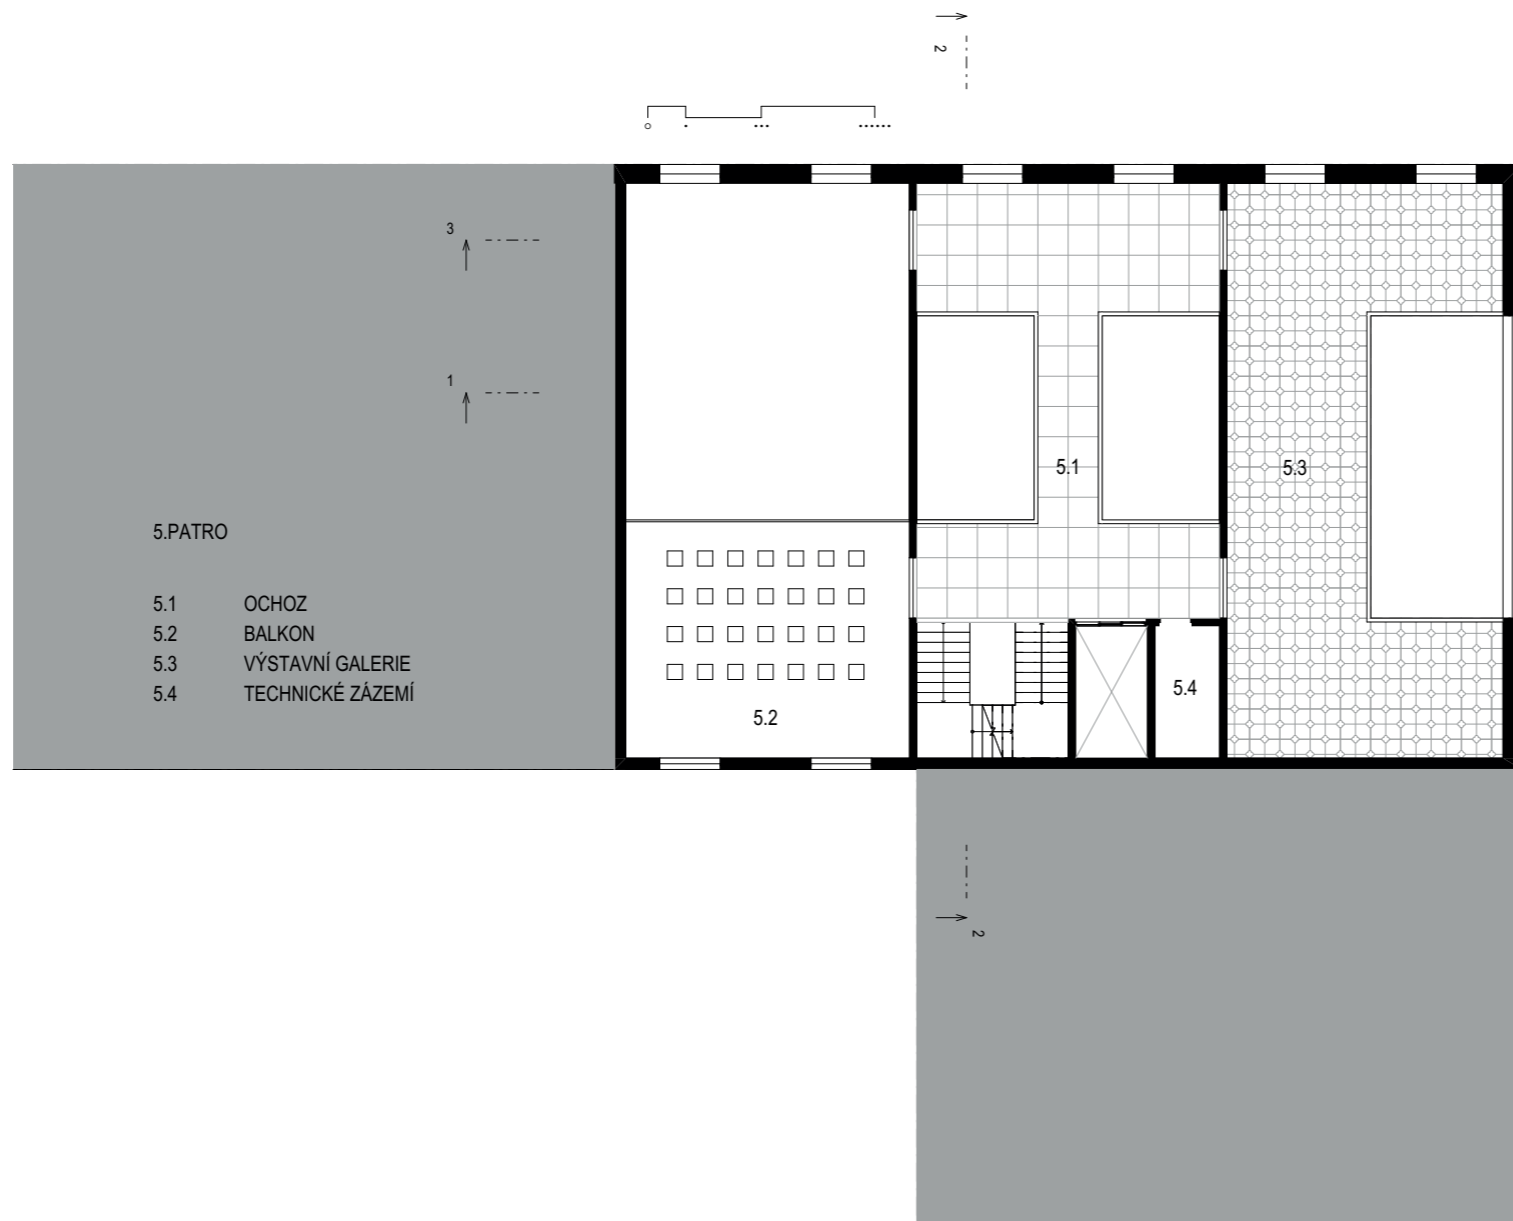 2
3
1
5.1
5.3
5.PATRO
5.1 OCHOZ
5.2 BALKON
5.3 VÝSTAVNÍ GALERIE
5.4 TECHNICKÉ ZÁZEMÍ
5.4
5.2
2